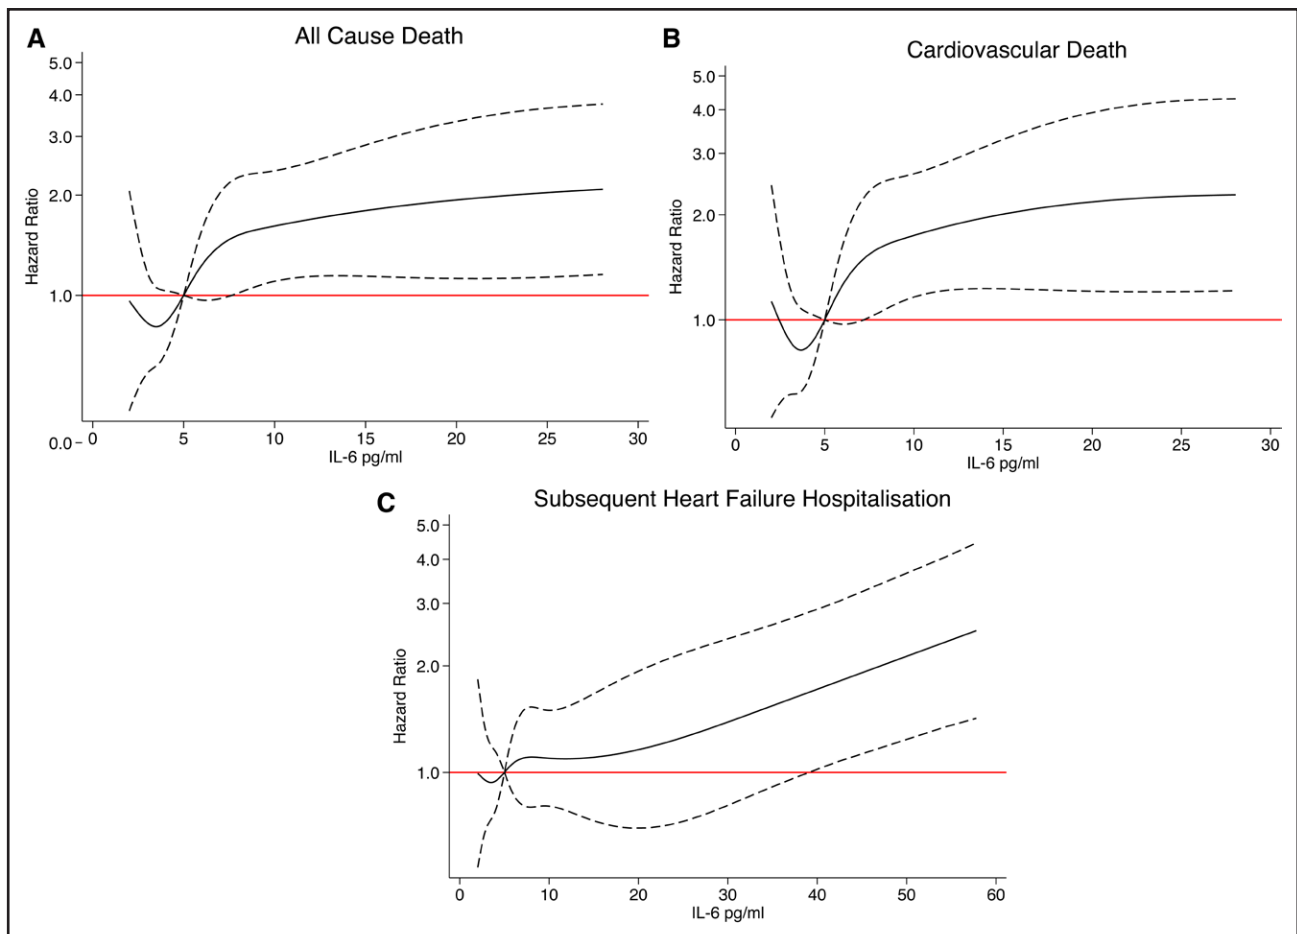 A
All Cause Death
5.0
4.0
3.0
2.0
1.0
0.0
Hazard Ratio
0 5 10 15 20 25 30
IL-6 pg/ml
B
Cardiovascular Death
5.0
4.0
3.0
2.0
1.0
Hazard Ratio
0 5 10 15 20 25 30
IL-6 pg/ml
C
Subsequent Heart Failure Hospitalisation
5.0
4.0
3.0
2.0
1.0
Hazard Ratio
0 10 20 30 40 50 60
IL-6 pg/ml